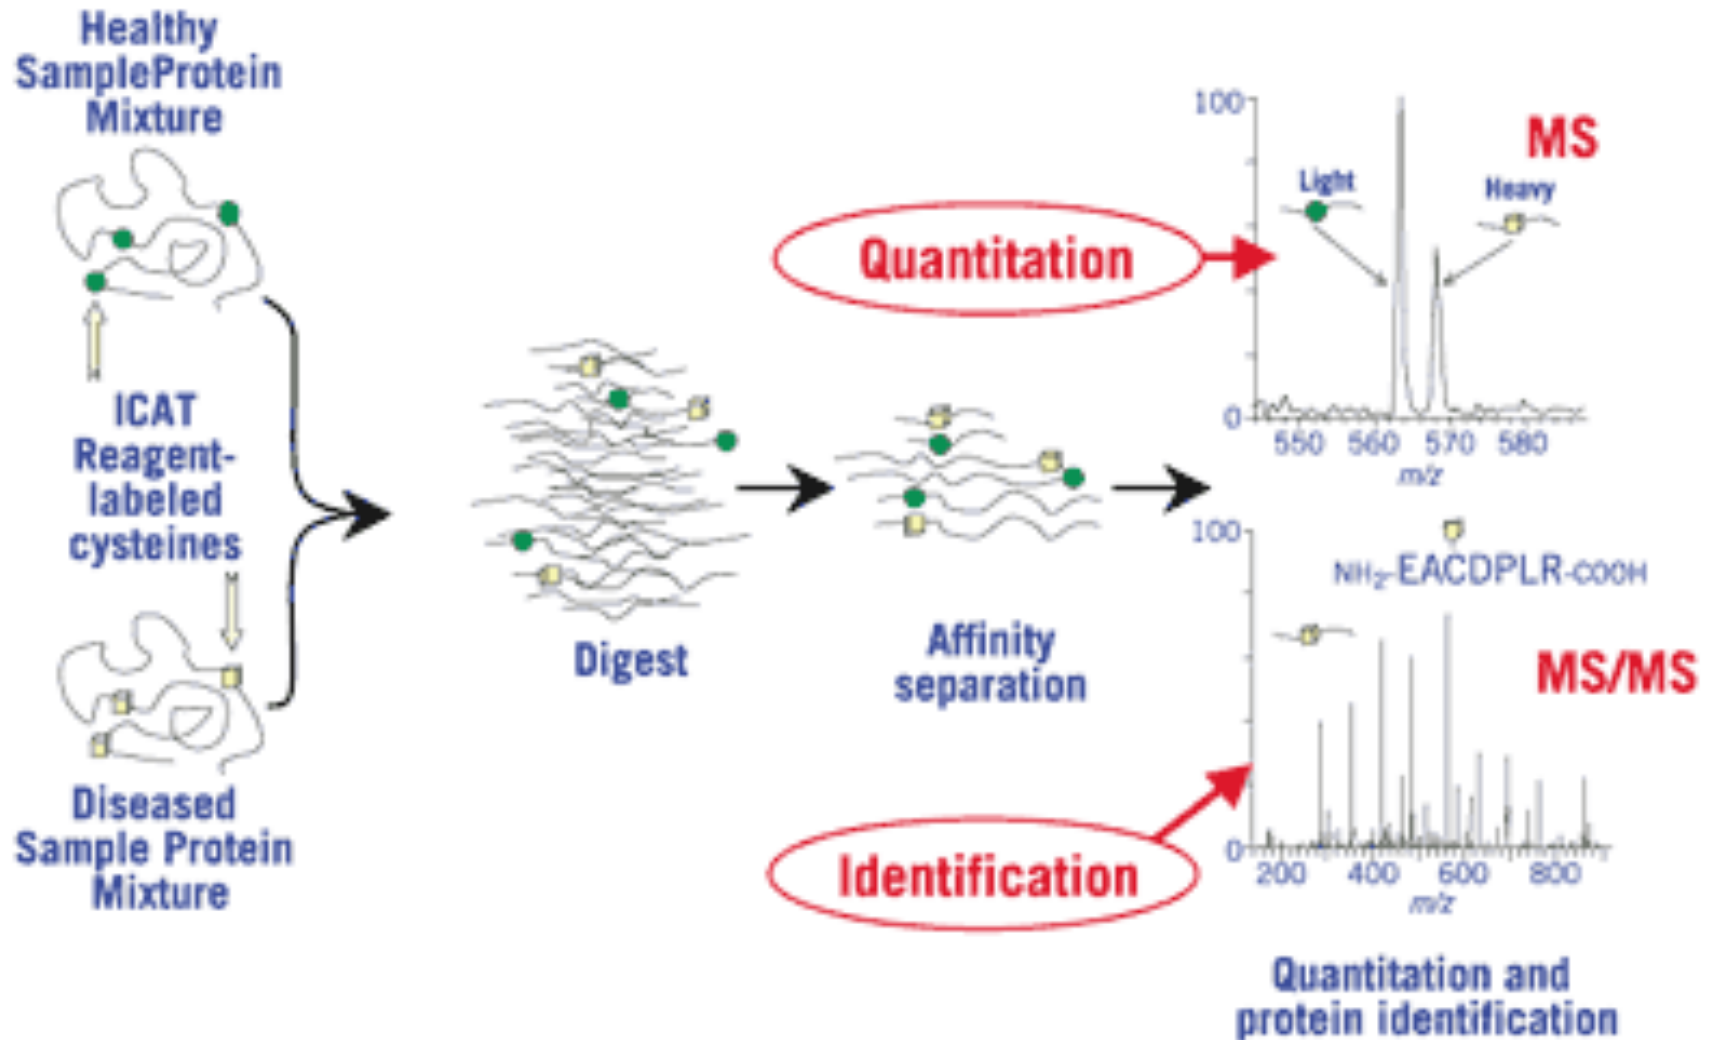 Healthy
SampleProtein
Mixture
ICAT
Reagent-
labeled
cysteines
Diseased
Sample Protein
Mixture
Digest
Affinity
separation
Quantitation
Identification
MS
100
Light
Heavy
0
550 560 570 580
m/z
100
NH₂-EACDPLR-COOH
MS/MS
0
200 400 600 800
m/z
Quantitation and
protein identification